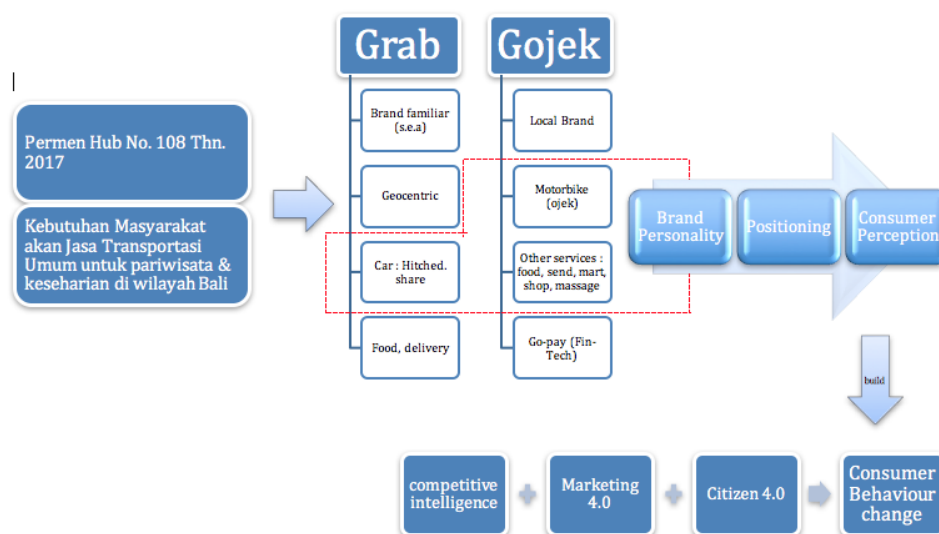 Grab
Gojek
Permen Hub No. 108 Thn.
2017
Kebutuhan Masyarakat
akan Jasa Transportasi
Umum untuk pariwisata &
keseharian di wilayah Bali
Brand familiar
(s.e.a)
Geocentric
Car : Hitched.
share
Food, delivery
Local Brand
Motorbike
(ojek)
Other services :
food, send, mart,
shop, massage
Go-pay (Fin-
Tech)
Brand
Personality
Positioning
Consumer
Perception
build
competitive
intelligence
Marketing
4.0
Citizen 4.0
Consumer
Behaviour
change